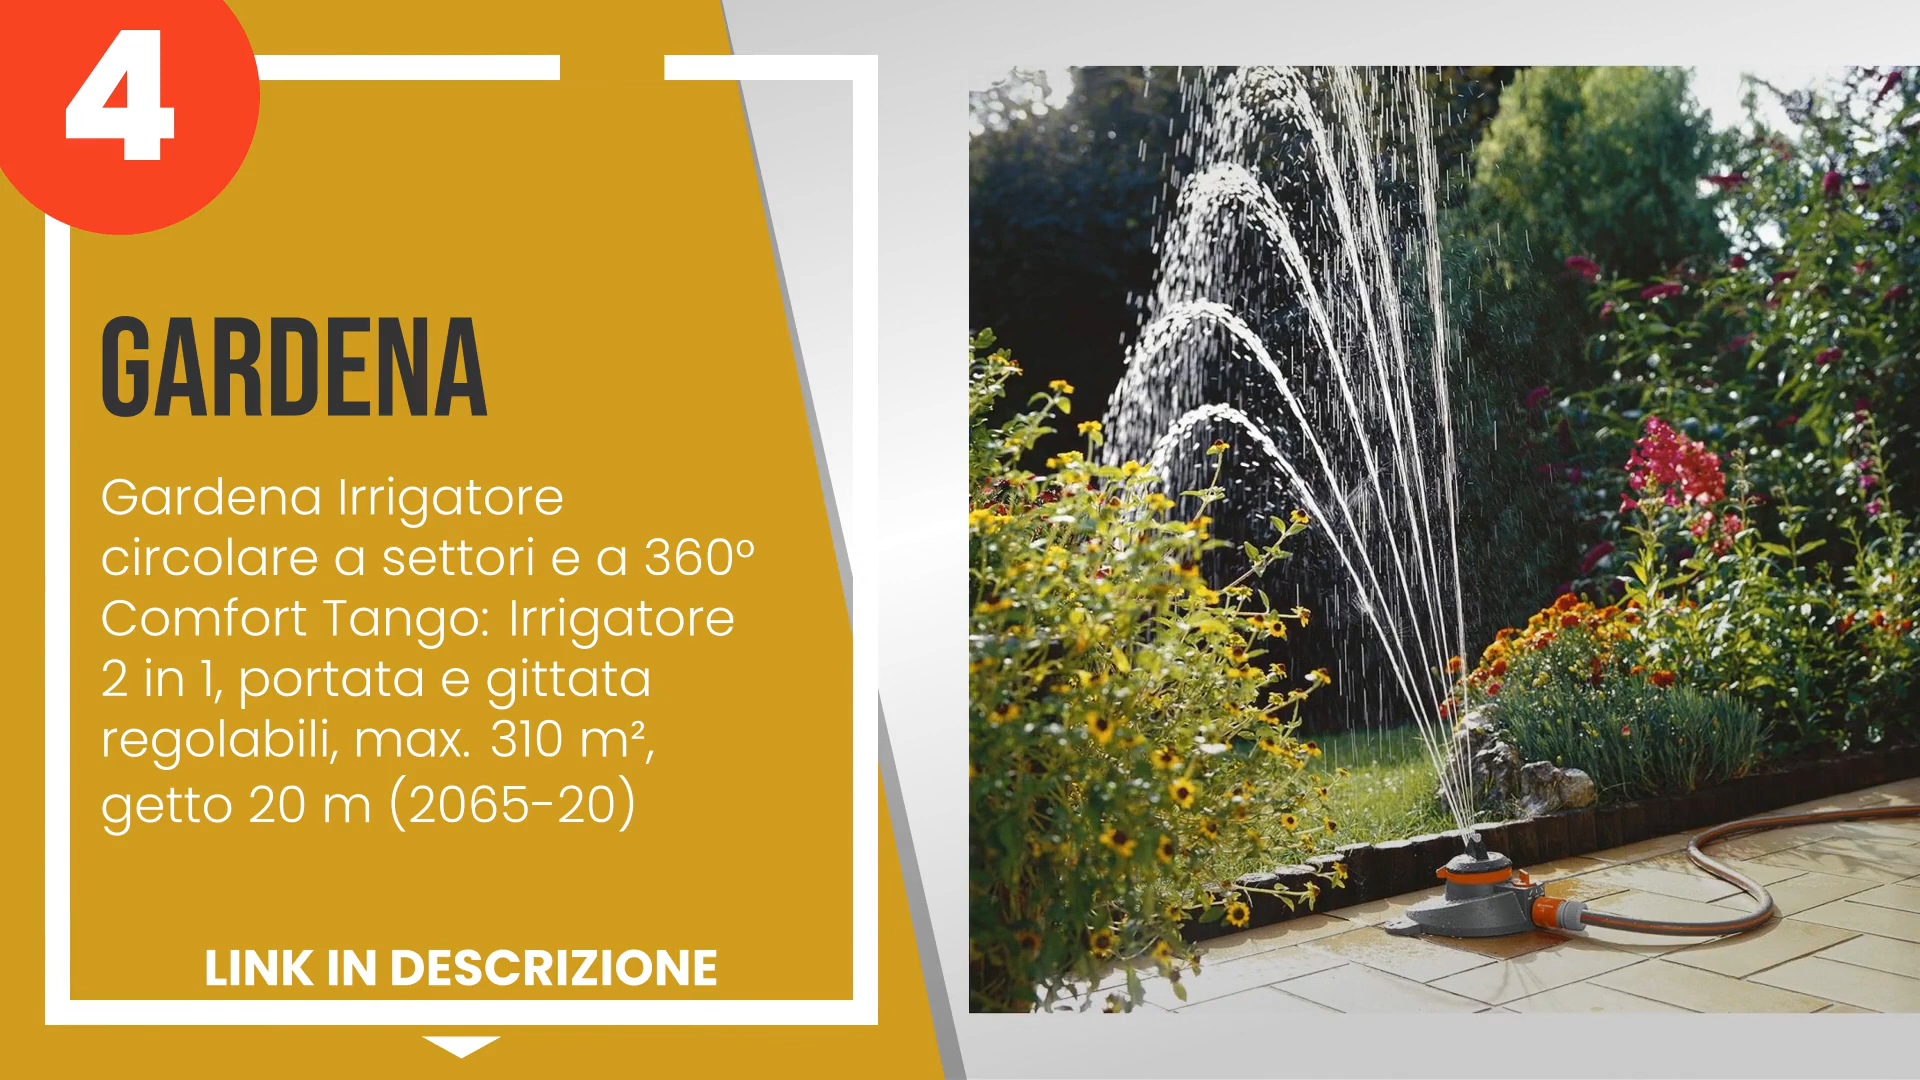 4
GARDENA
Gardena Irrigatore
circolare a settori e a 360°
Comfort Tango: Irrigatore
2 in 1, portata e gittata
regolabili, max. 310 m²,
getto 20 m (2065-20)
LINK IN DESCRIZIONE